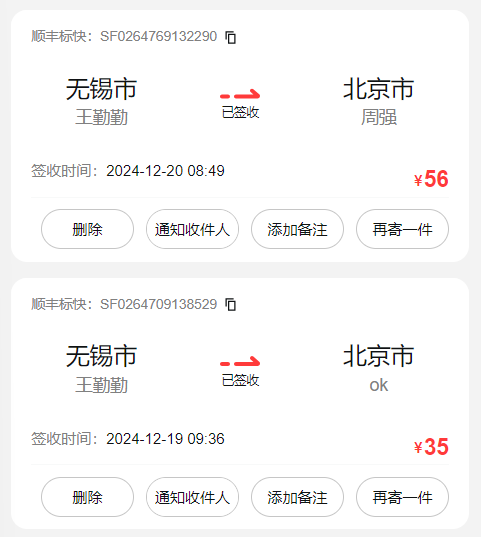 顺丰标快：SF0264769132290
无锡市 北京市
王勤勤 已签收 周强
签收时间：2024-12-20 08:49
¥56
删除 通知收件人 添加备注 再寄一件
顺丰标快：SF0264709138529
无锡市 北京市
王勤勤 已签收 ok
签收时间：2024-12-19 09:36
¥35
删除 通知收件人 添加备注 再寄一件